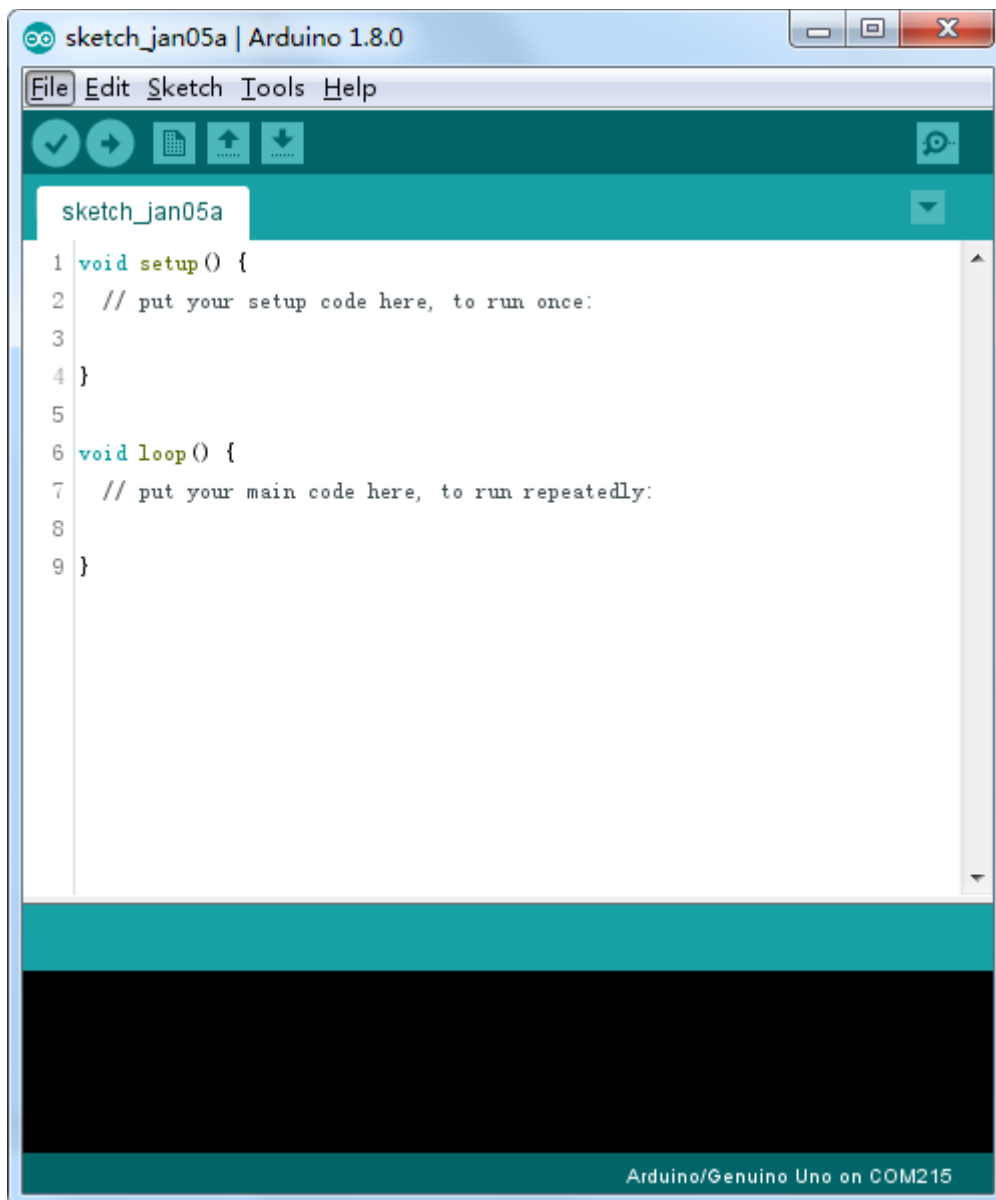 sketch_jan05a | Arduino 1.8.0
File Edit Sketch Tools Help
sketch_jan05a
1 void setup() {
2   // put your setup code here, to run once:
3
4 }
5
6 void loop() {
7   // put your main code here, to run repeatedly:
8
9 }
Arduino/Genuino Uno on COM215